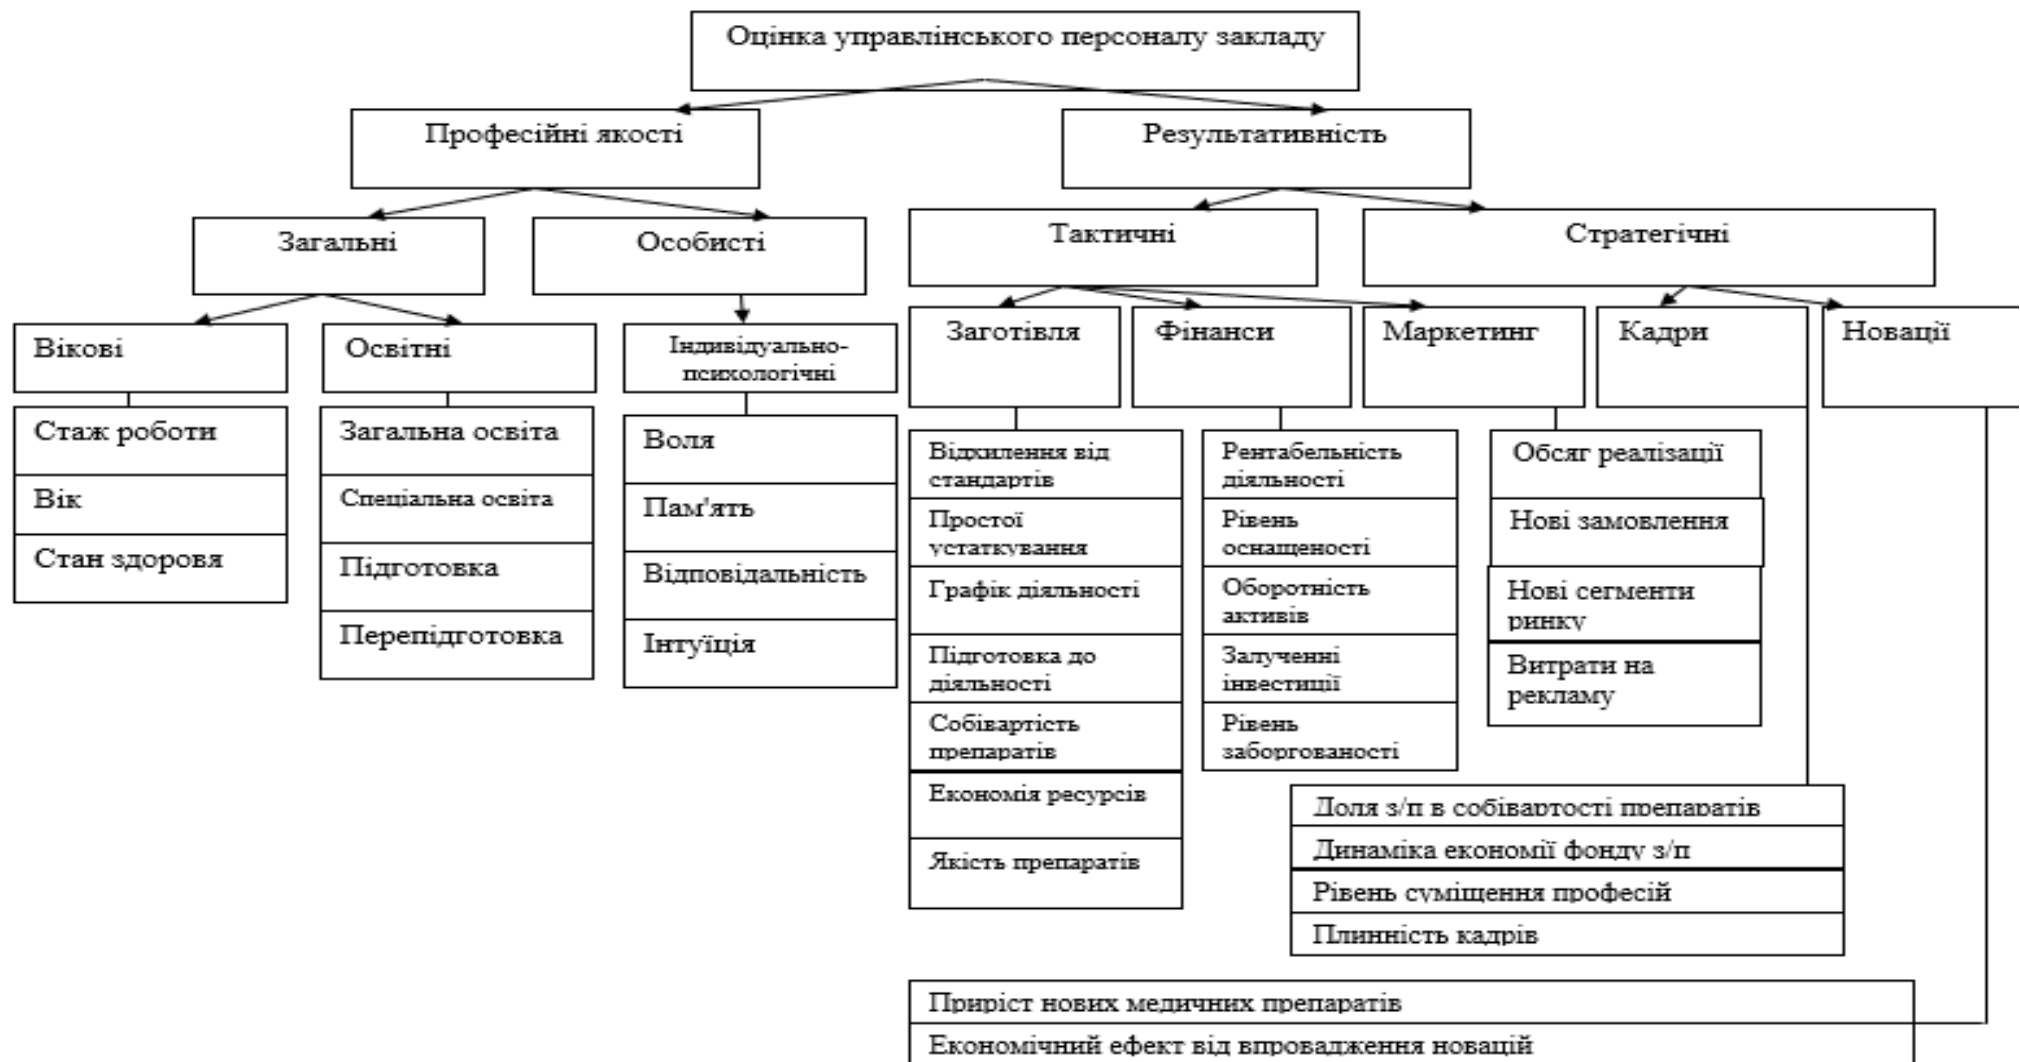 Оцінка управлінського персоналу закладу
Професійні якості
Результативність
Загальні
Особисті
Тактичні
Стратегічні
Вікові
Освітні
Індивідуально-
психологічні
Заготівля
Фінанси
Маркетинг
Кадри
Новації
Стаж роботи
Вік
Стан здоровя
Загальна освіта
Спеціальна освіта
Підготовка
Перепідготовка
Воля
Пам'ять
Відповідальність
Інтуїція
Відхилення від
стандартів
Простої
устаткування
Графік діяльності
Підготовка до
діяльності
Собівартість
препаратів
Економія ресурсів
Якість препаратів
Рентабельність
діяльності
Рівень
оснащеності
Оборотність
активів
Залученні
інвестиції
Рівень
заборгованості
Обсяг реалізації
Нові замовлення
Нові сегменти
ринку
Витрати на
рекламу
Доля з/п в собівартості препаратів
Динаміка економії фонду з/п
Рівень суміщення професій
Плинність кадрів
Приріст нових медичних препаратів
Економічний ефект від впровадження новацій